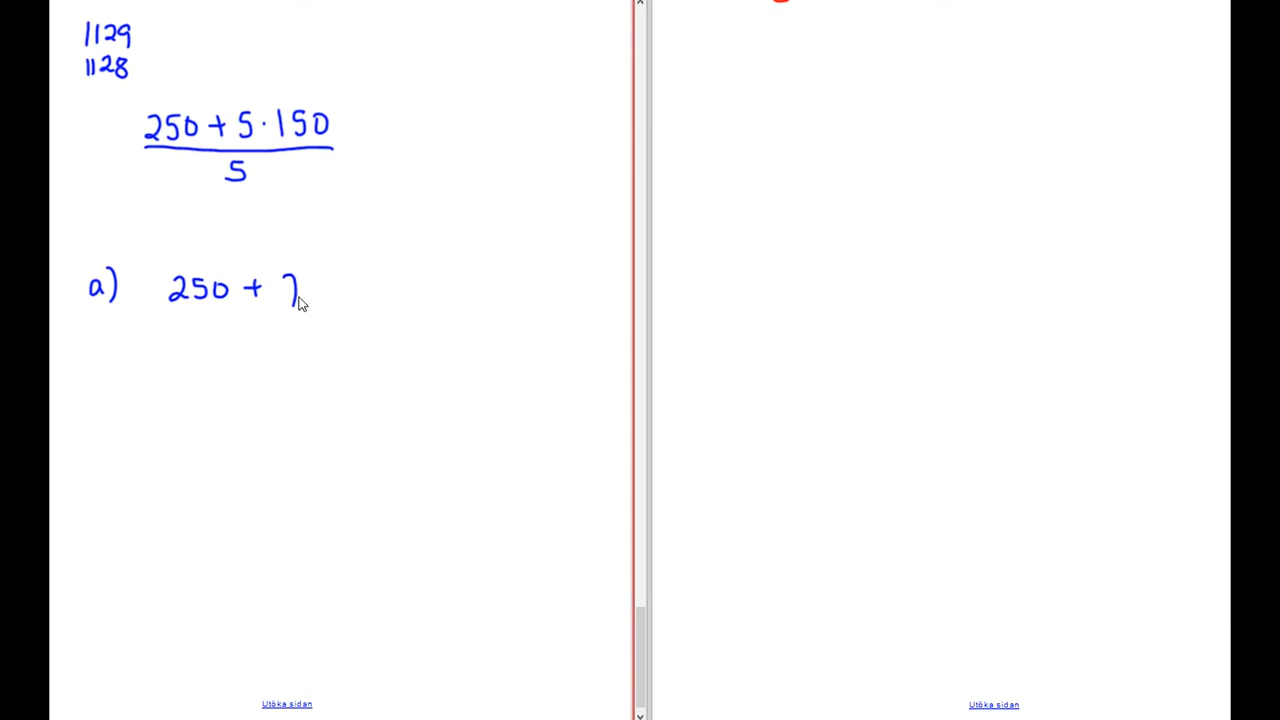 1129
1128
250 + 5 · 150
5
a) 250 + 7
Utöka sidan
Utöka sidan